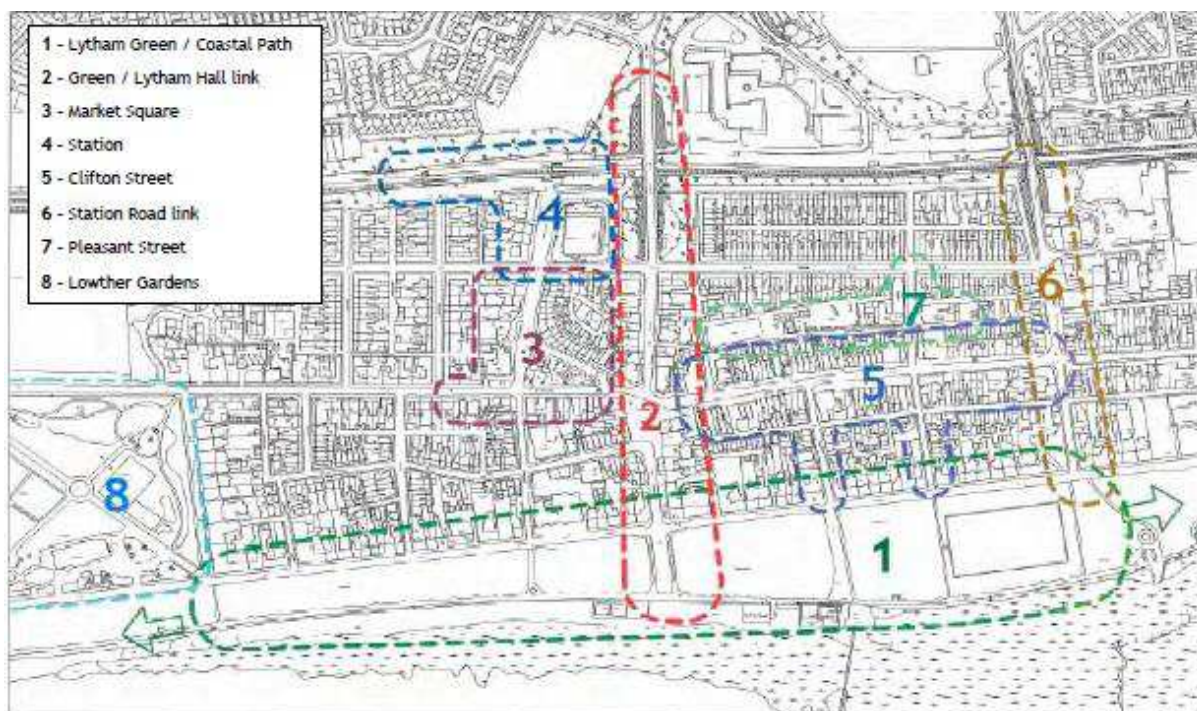 1 - Lytham Green / Coastal Path
2 - Green / Lytham Hall link
3 - Market Square
4 - Station
5 - Clifton Street
6 - Station Road link
7 - Pleasant Street
8 - Lowther Gardens
4
6
7
3
5
2
8
1